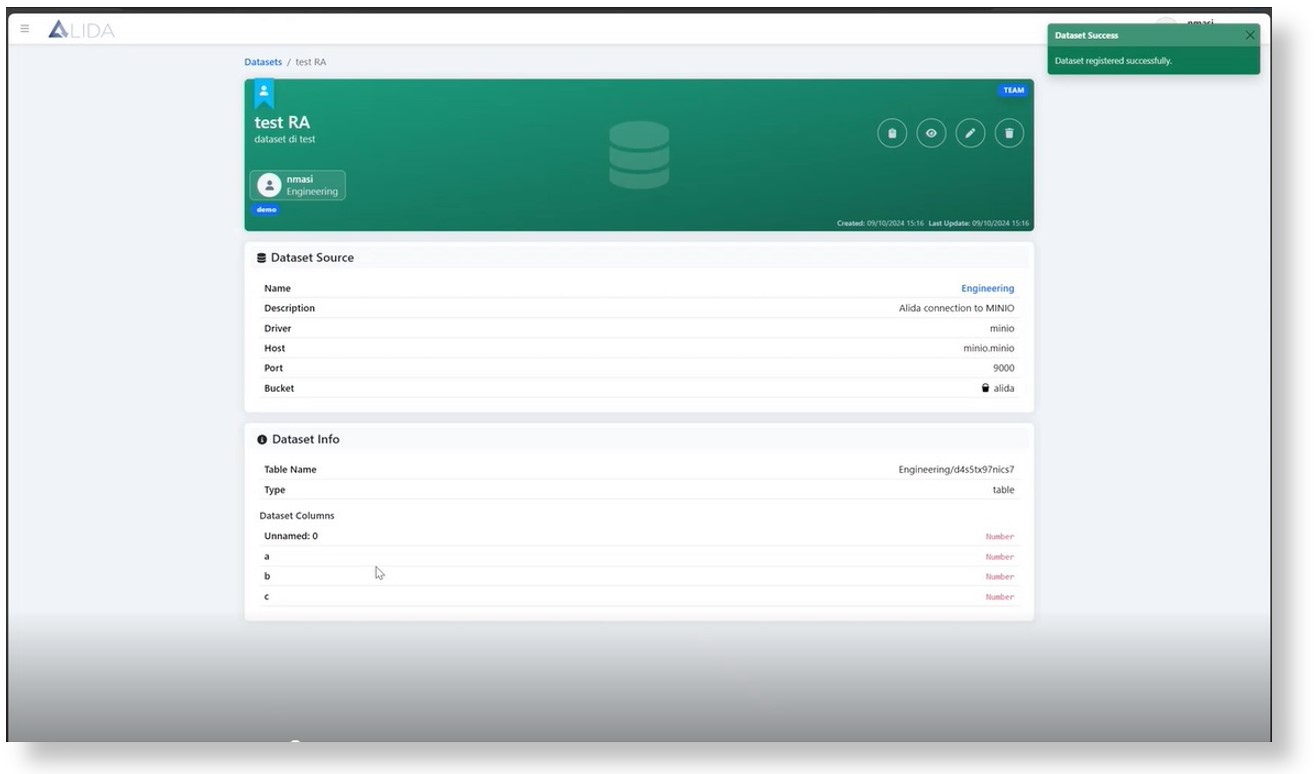 ALIDA
nmasi
Dataset Success
Dataset registered successfully.
Datasets / test RA
TEAM
test RA
dataset di test
nmasi
Engineering
demo
Created: 09/10/2024 15:16 Last Update: 09/10/2024 15:16
Dataset Source
Name Engineering
Description Alida connection to MINIO
Driver minio
Host minio.minio
Port 9000
Bucket alida
Dataset Info
Table Name Engineering/d4s5tx97nics7
Type table
Dataset Columns
Unnamed: 0 Number
a Number
b Number
c Number